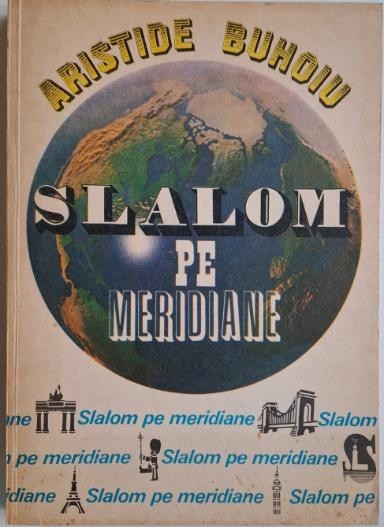 ARISTIDE BUHOIU
SLALOM
PE
MERIDIANE
ane Slalom pe meridiane Slalom
n pe meridiane Slalom pe meridiane
idiane Slalom pe meridiane Slalom pe